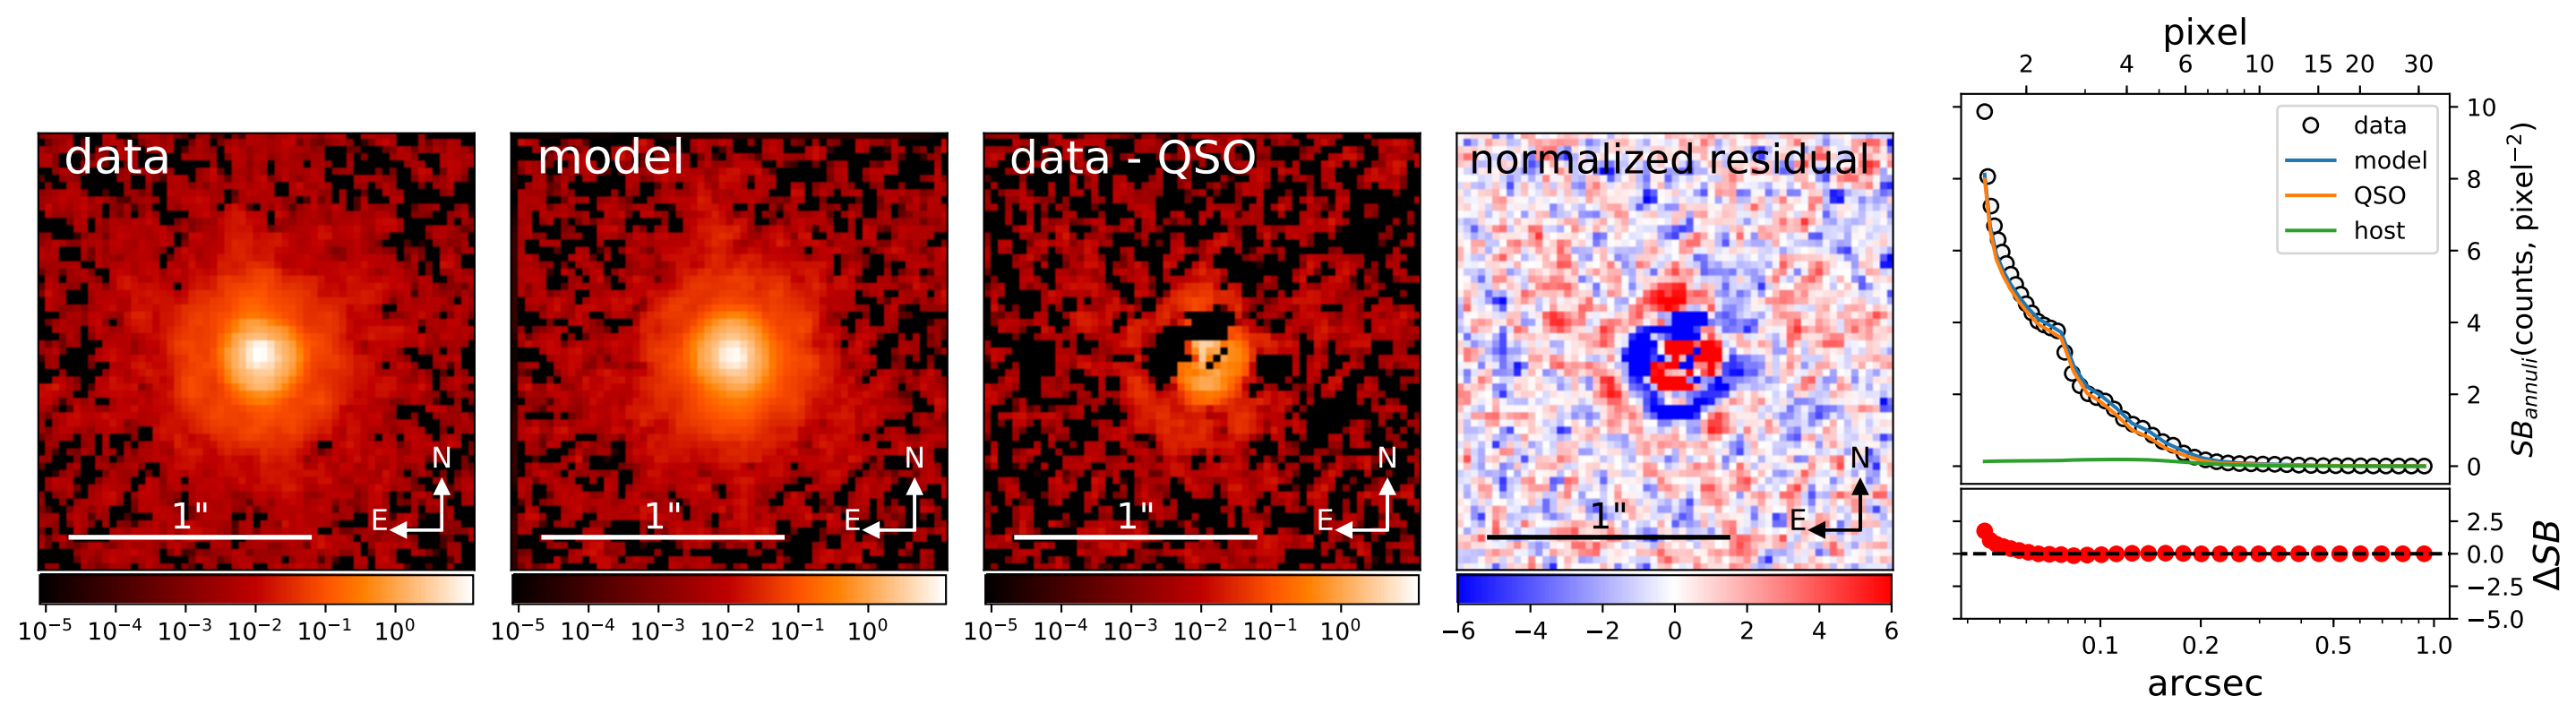 data
N
E
1"
10⁻⁵ 10⁻⁴ 10⁻³ 10⁻² 10⁻¹ 10⁰
model
N
E
1"
10⁻⁵ 10⁻⁴ 10⁻³ 10⁻² 10⁻¹ 10⁰
data - QSO
N
E
1"
10⁻⁵ 10⁻⁴ 10⁻³ 10⁻² 10⁻¹ 10⁰
normalized residual
N
E
1"
−6 −4 −2 0 2 4 6
pixel
2 4 6 10 15 20 30
data
model
QSO
host
10
8
6
4
2
0
SB_annuli(counts, pixel⁻²)
2.5
0.0
−2.5
−5.0
ΔSB
0.1 0.2 0.5 1.0
arcsec